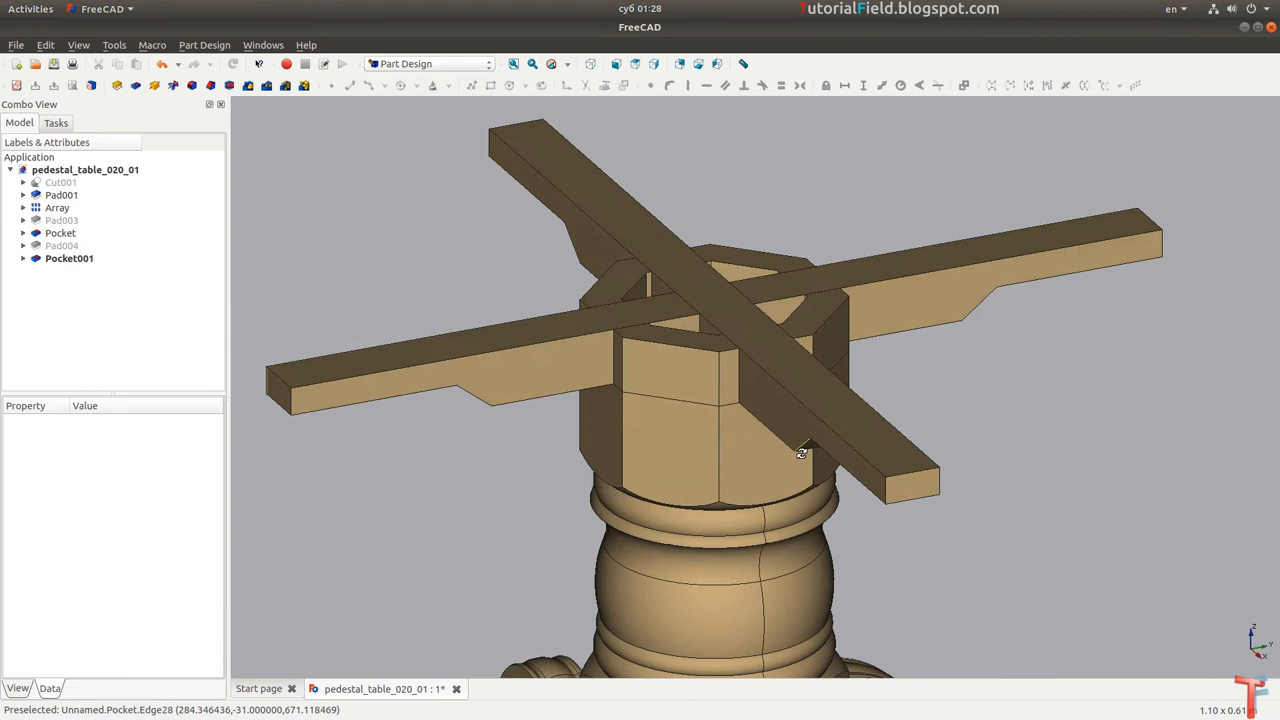 Activities FreeCAD суб 01:28 TutorialField.blogspot.com en
FreeCAD
File Edit View Tools Macro Part Design Windows Help
Part Design
Combo View
Model Tasks
Labels & Attributes
Application
pedestal_table_020_01
Cut001
Pad001
Array
Pad003
Pocket
Pad004
Pocket001
Property Value
Z
Y
X
View Data
Start page pedestal_table_020_01 : 1*
Preselected: Unnamed.Pocket.Edge28 (284.346436,-31.000000,671.118469) 1.10 x 0.61